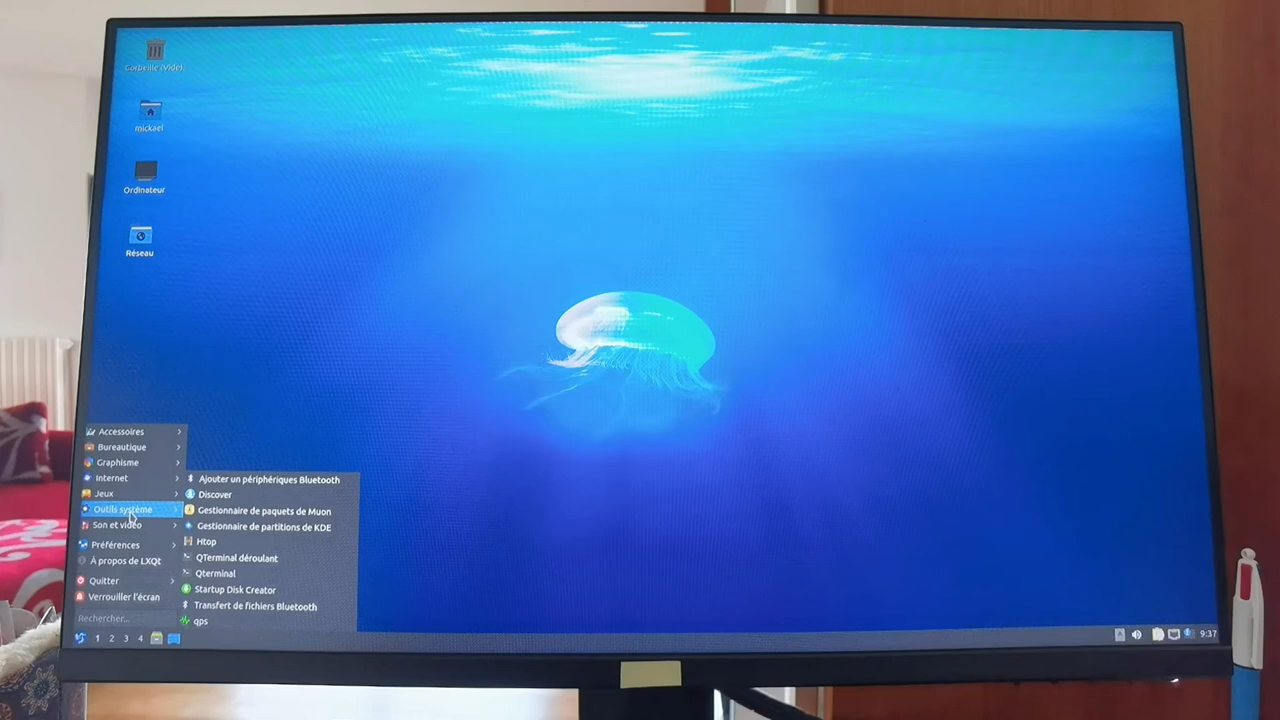 Corbeille (Vide)
mickael
Ordinateur
Réseau
Accessoires
Bureautique
Graphisme
Internet
Jeux
Outils système
Son et vidéo
Préférences
À propos de LXQt
Quitter
Verrouiller l'écran
Rechercher...
Ajouter un périphériques Bluetooth
Discover
Gestionnaire de paquets de Muon
Gestionnaire de partitions de KDE
Htop
QTerminal déroulant
Qterminal
Startup Disk Creator
Transfert de fichiers Bluetooth
qps
1 2 3 4
9:37